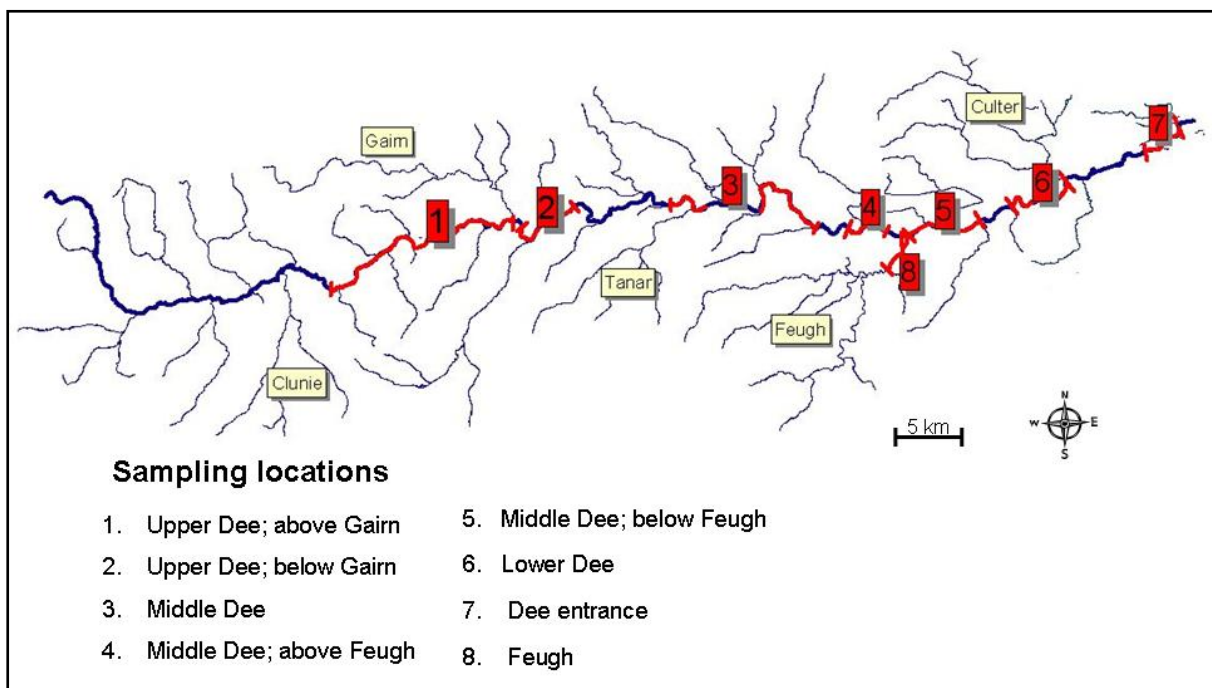 Culter
7
Gairn
3
6
2
4
5
1
8
Tanar
Feugh
Clunie
5 km
N
W
E
S
Sampling locations
1. Upper Dee; above Gairn
2. Upper Dee; below Gairn
3. Middle Dee
4. Middle Dee; above Feugh
5. Middle Dee; below Feugh
6. Lower Dee
7. Dee entrance
8. Feugh